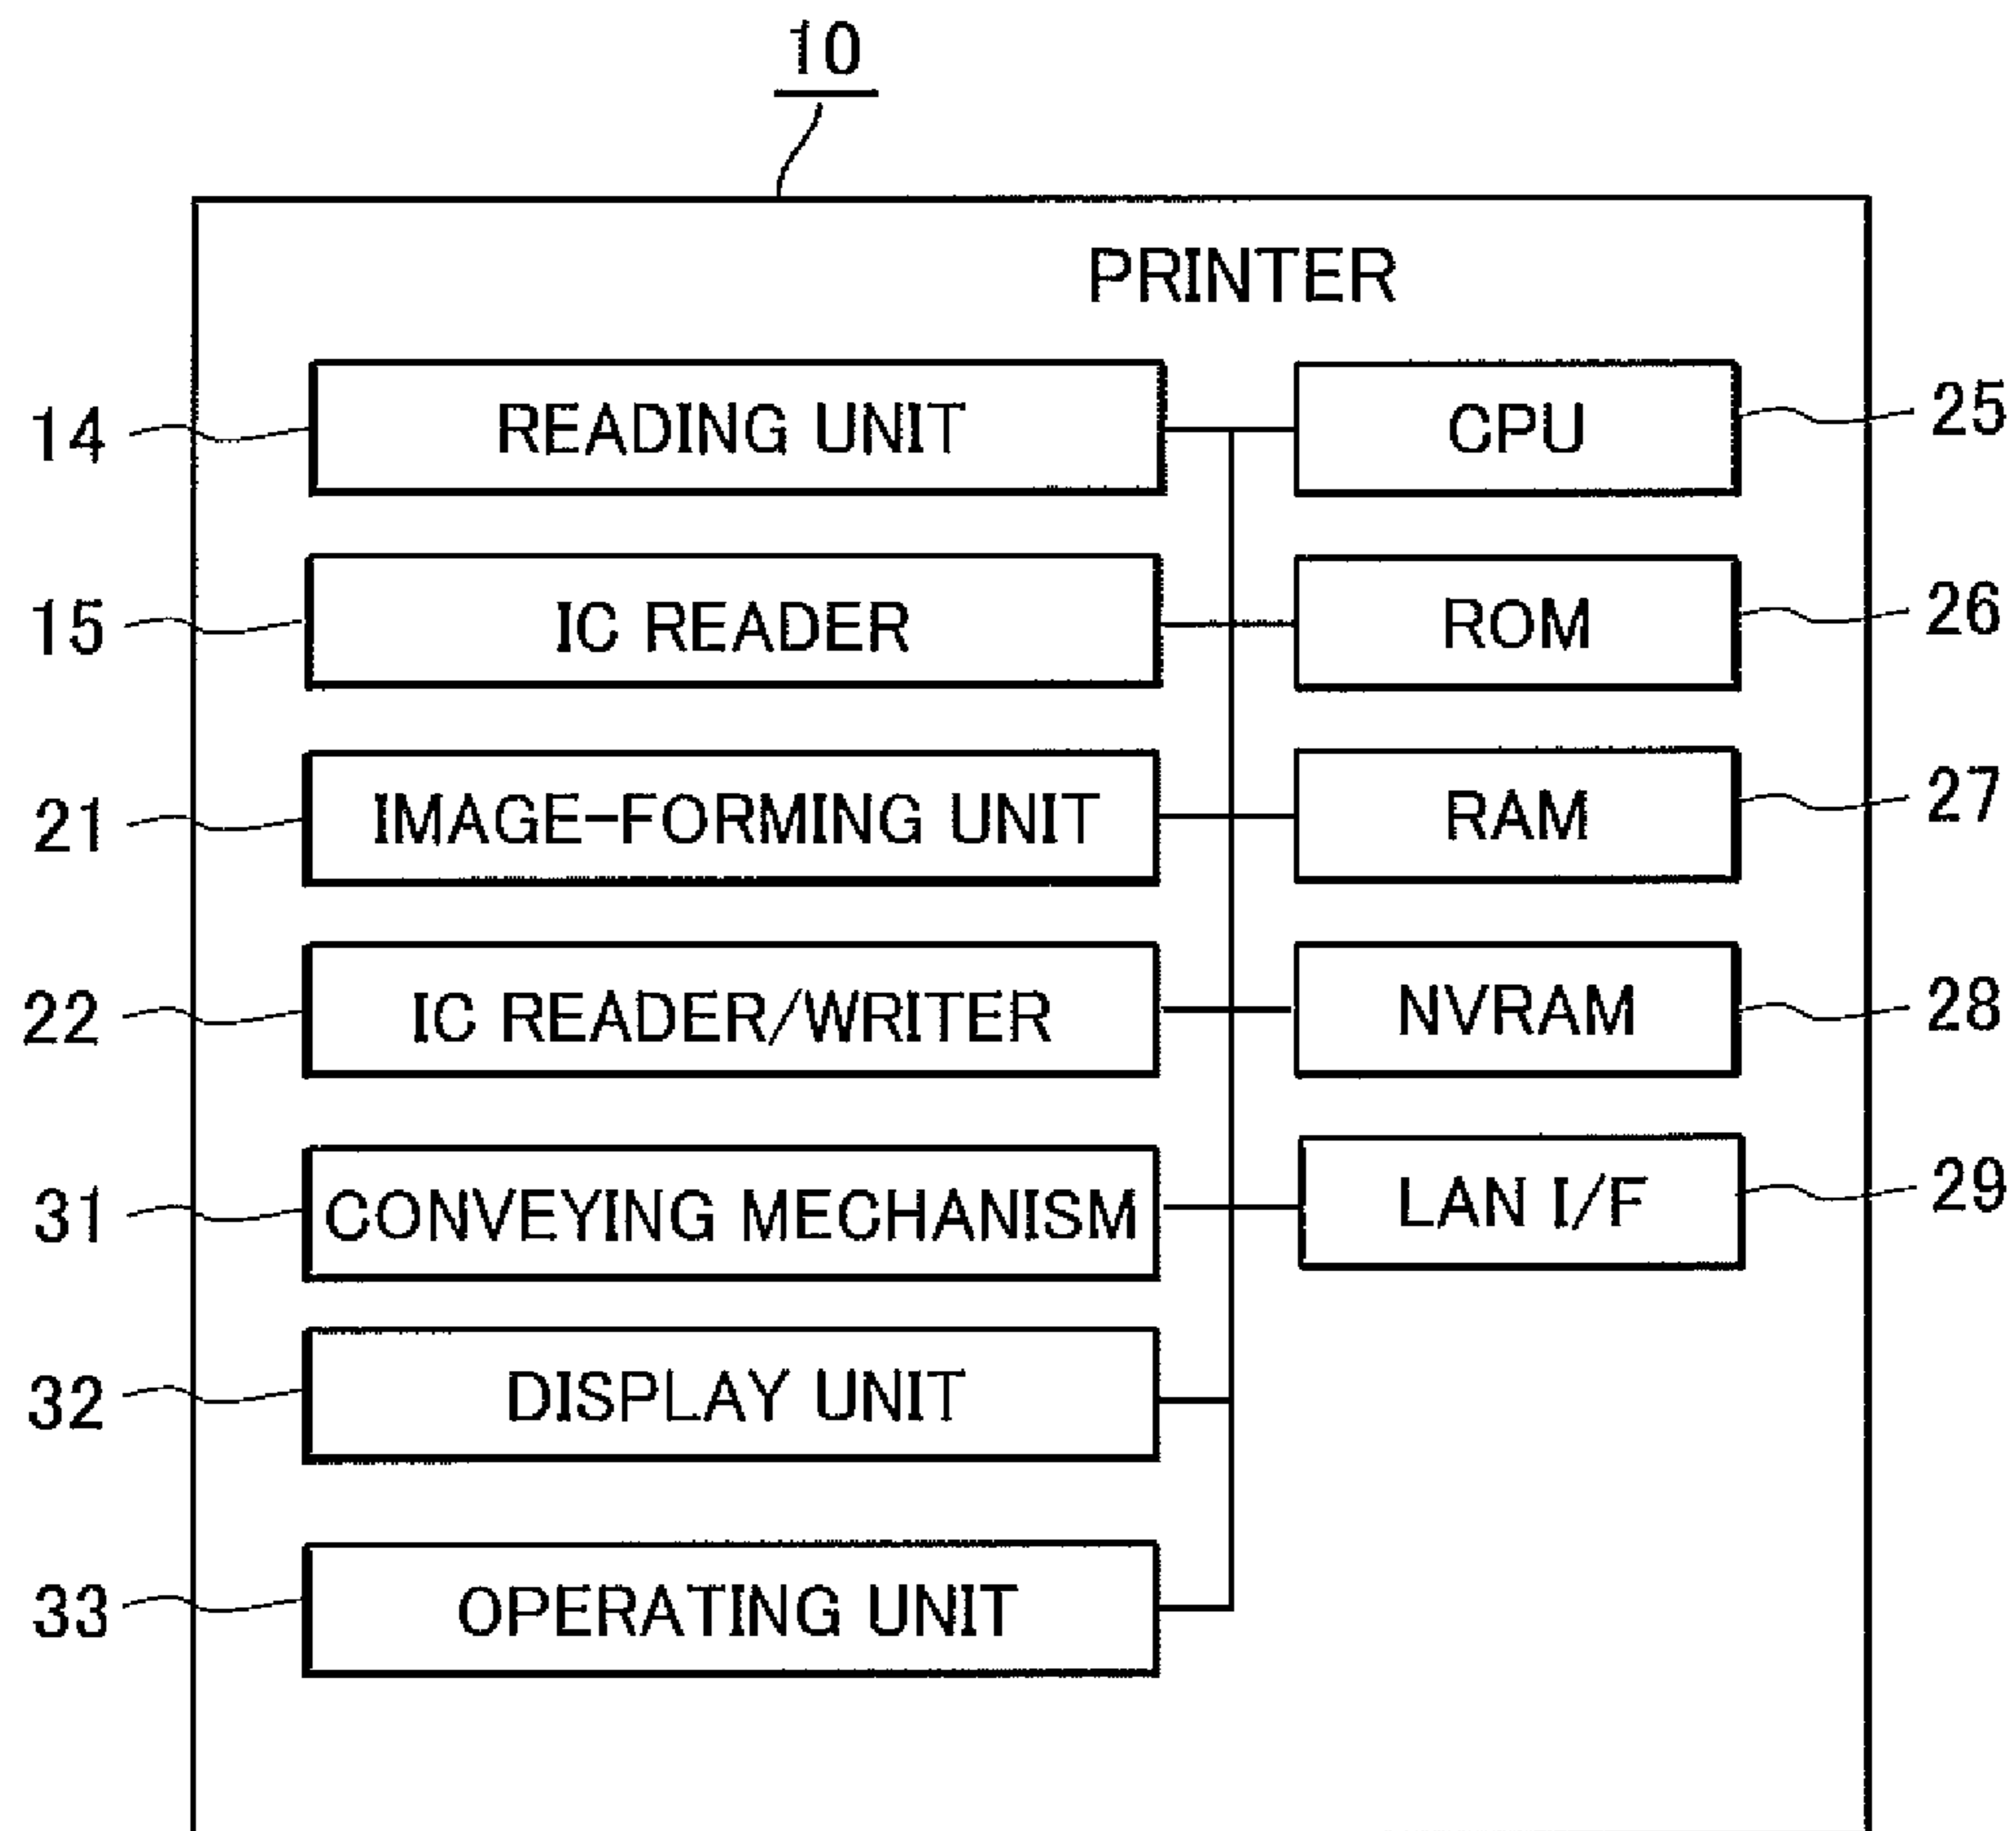 10
PRINTER
14 READING UNIT CPU 25
15 IC READER ROM 26
21 IMAGE-FORMING UNIT RAM 27
22 IC READER/WRITER NVRAM 28
31 CONVEYING MECHANISM LAN I/F 29
32 DISPLAY UNIT
33 OPERATING UNIT